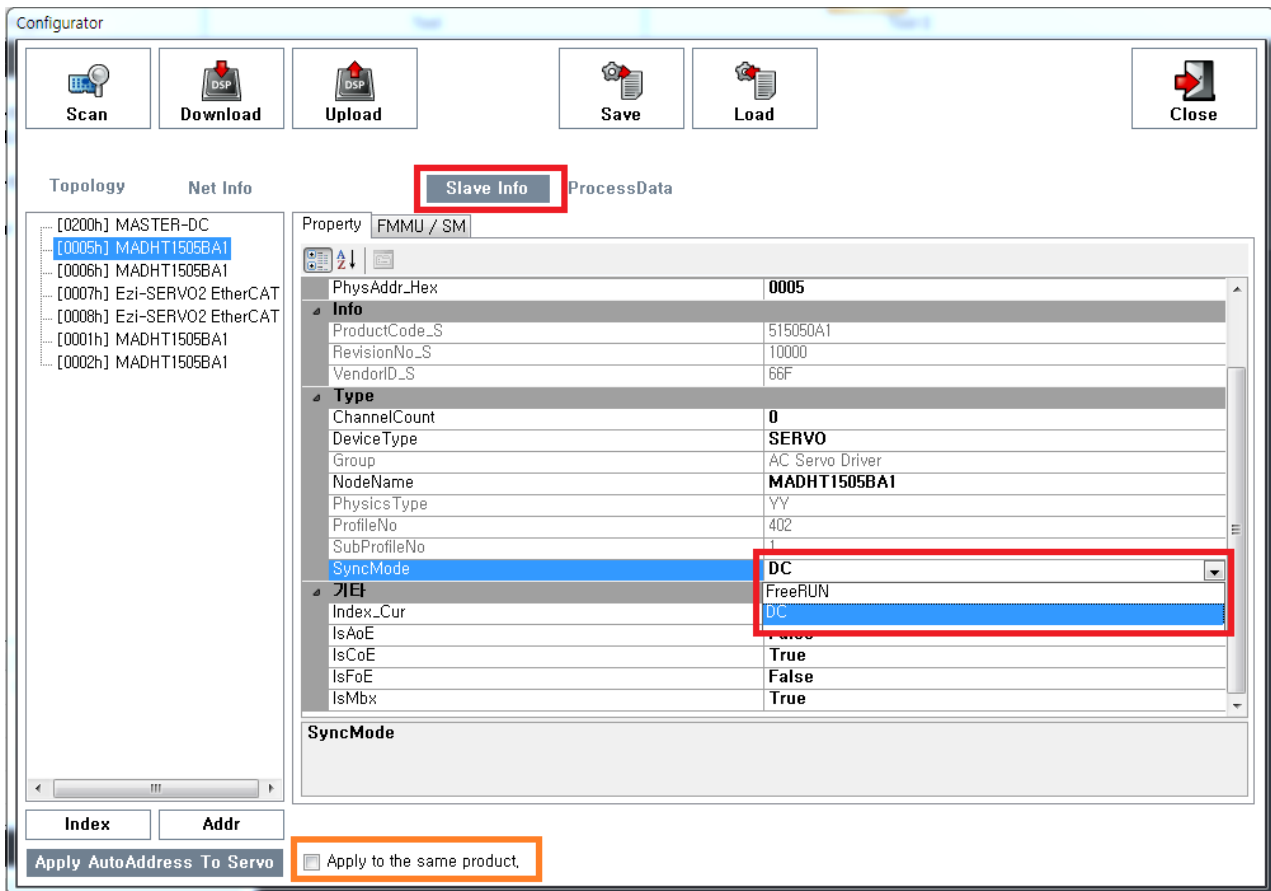 Configurator
Scan
DSP
Download
DSP
Upload
Save
Load
Close
Topology
Net Info
Slave Info
ProcessData
[0200h] MASTER-DC
[0005h] MADHT1505BA1
[0006h] MADHT1505BA1
[0007h] Ezi-SERVO2 EtherCAT
[0008h] Ezi-SERVO2 EtherCAT
[0001h] MADHT1505BA1
[0002h] MADHT1505BA1
Property
FMMU / SM
PhysAddr_Hex 0005
Info
ProductCode_S 515050A1
RevisionNo_S 10000
VendorID_S 66F
Type
ChannelCount 0
DeviceType SERVO
Group AC Servo Driver
NodeName MADHT1505BA1
PhysicsType YY
ProfileNo 402
SubProfileNo 1
SyncMode DC
FreeRUN
DC
기타
Index_Cur
IsAoE False
IsCoE True
IsFoE False
IsMbx True
SyncMode
Index
Addr
Apply AutoAddress To Servo
Apply to the same product,